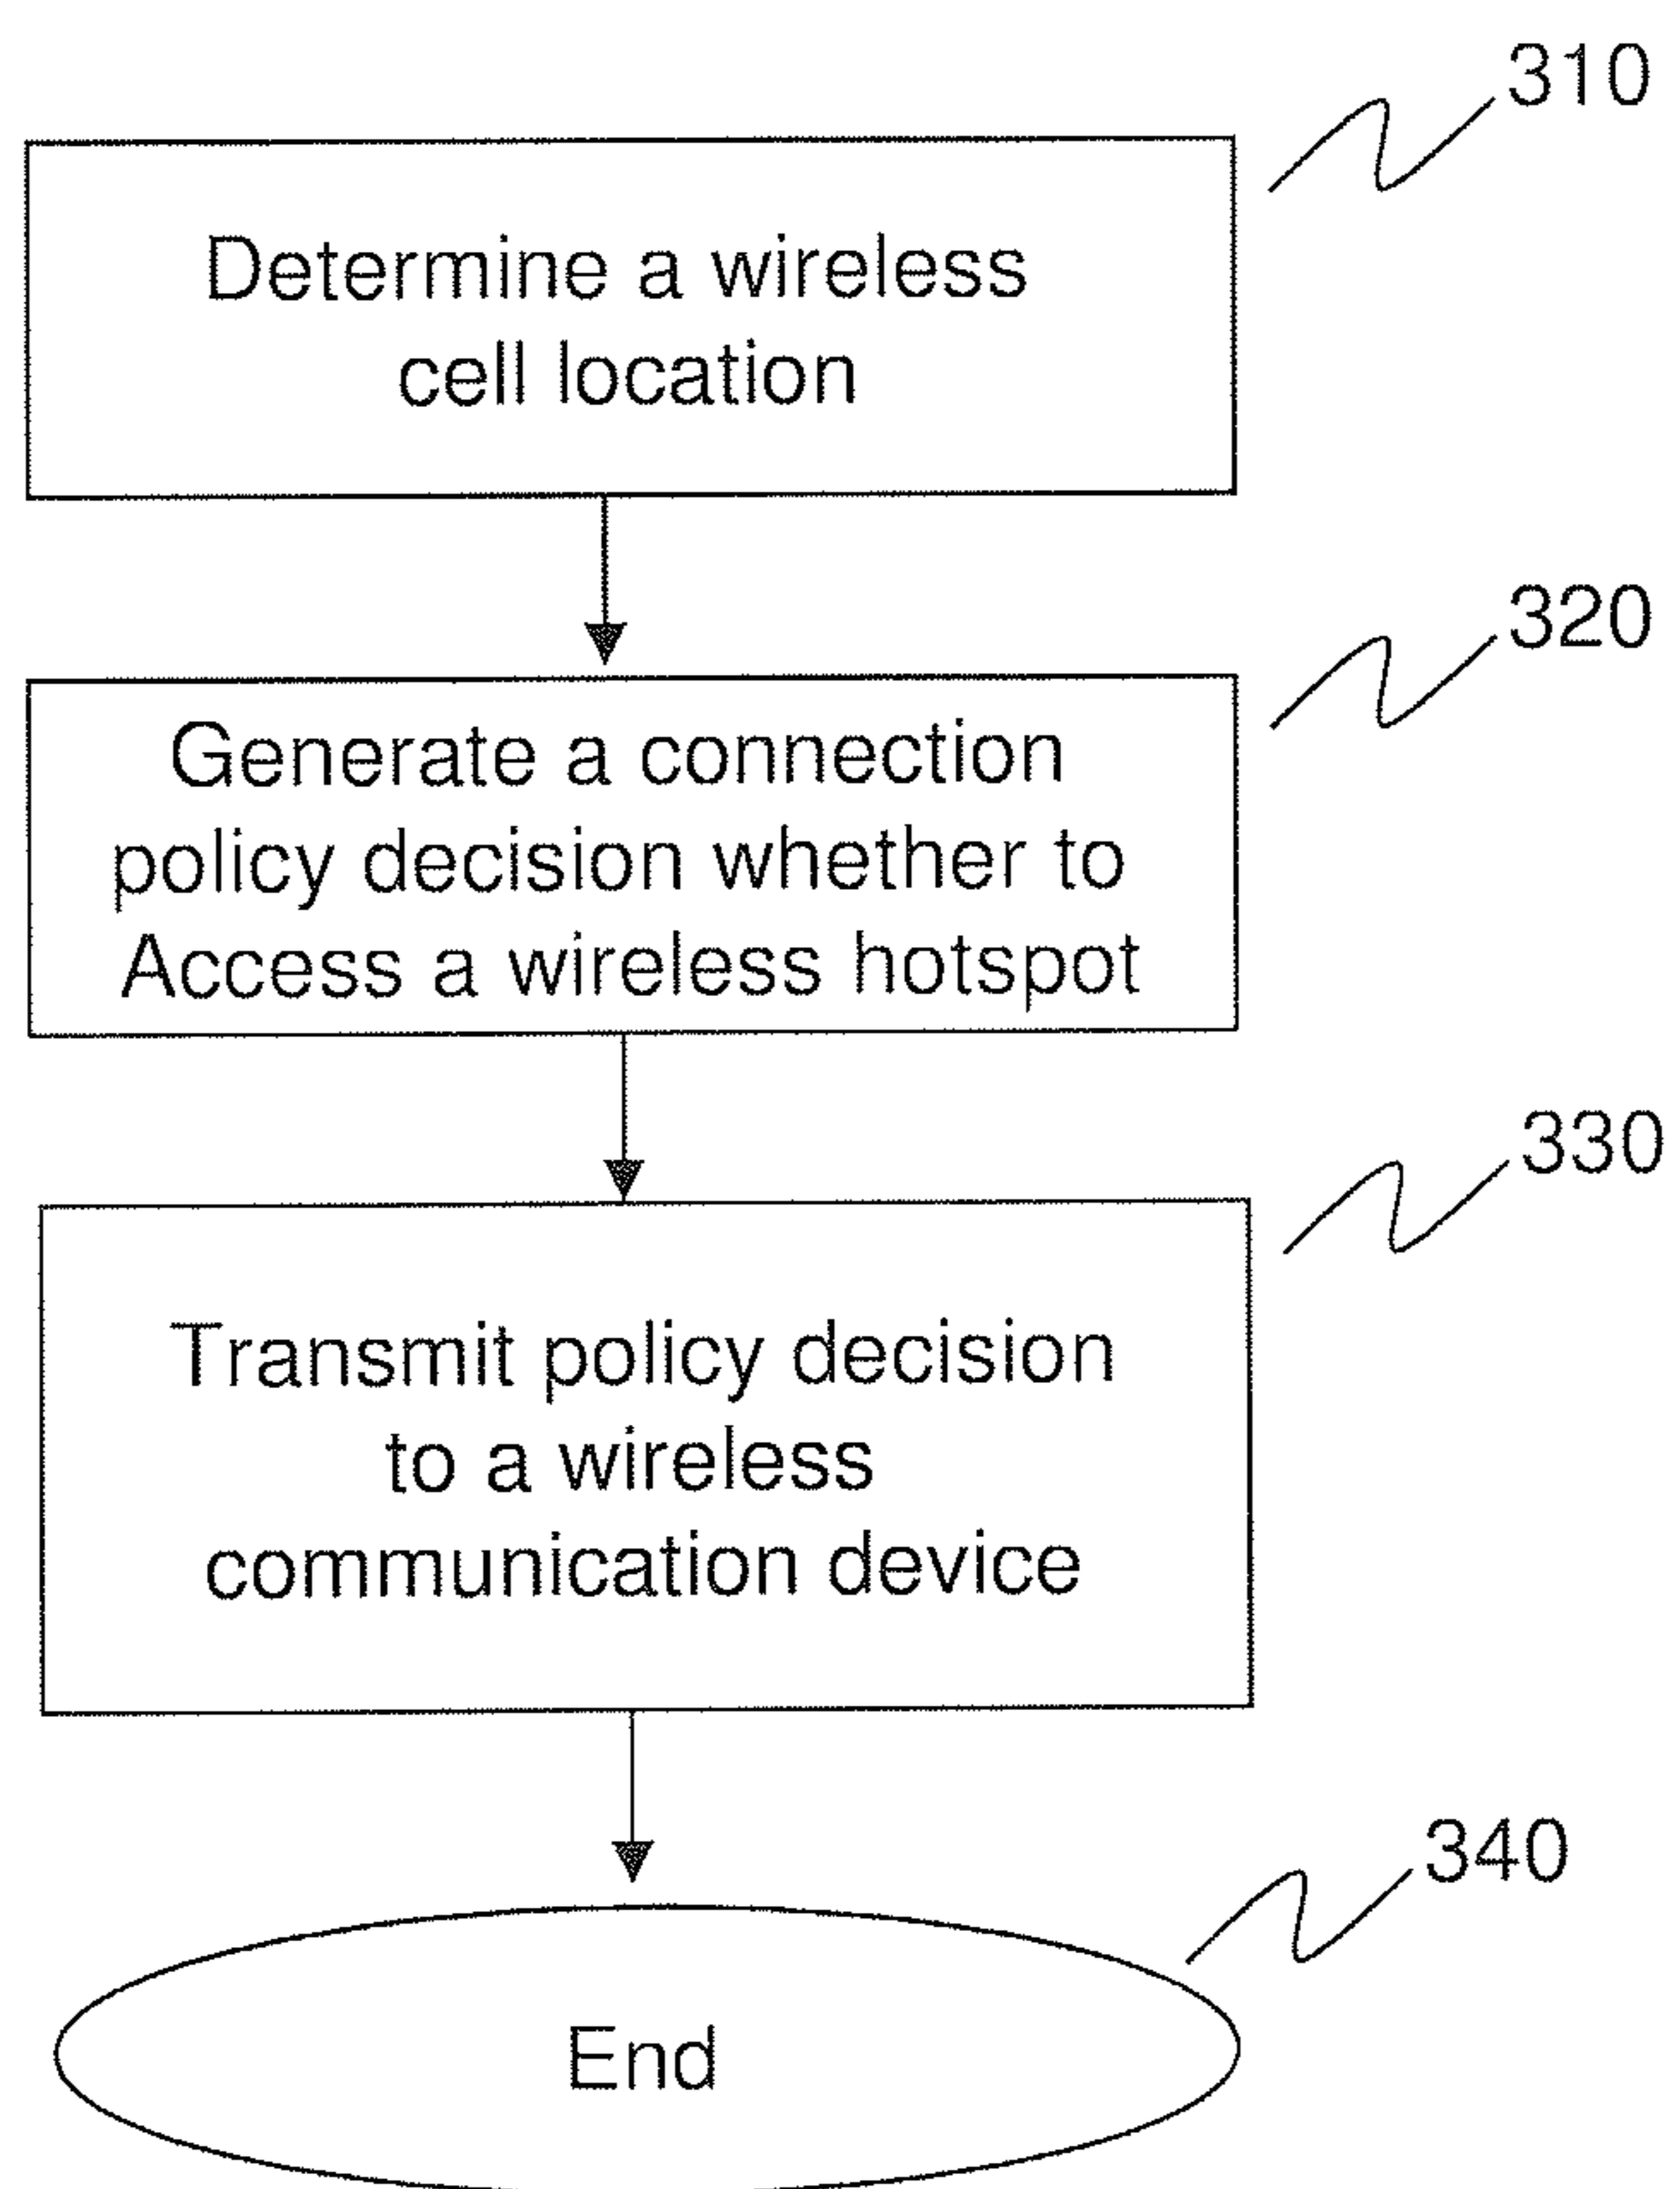 310
Determine a wireless
cell location
320
Generate a connection
policy decision whether to
Access a wireless hotspot
330
Transmit policy decision
to a wireless
communication device
340
End